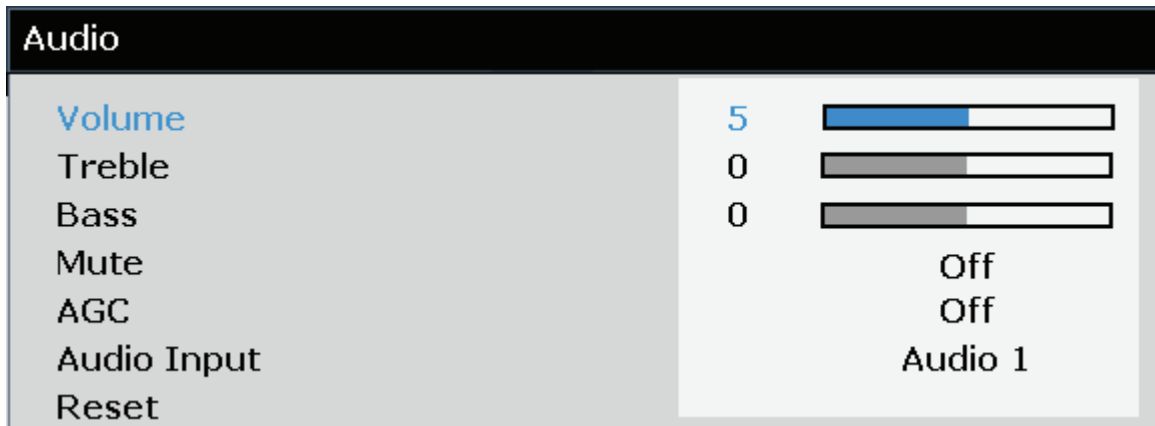 Audio
Volume 5
Treble 0
Bass 0
Mute Off
AGC Off
Audio Input Audio 1
Reset